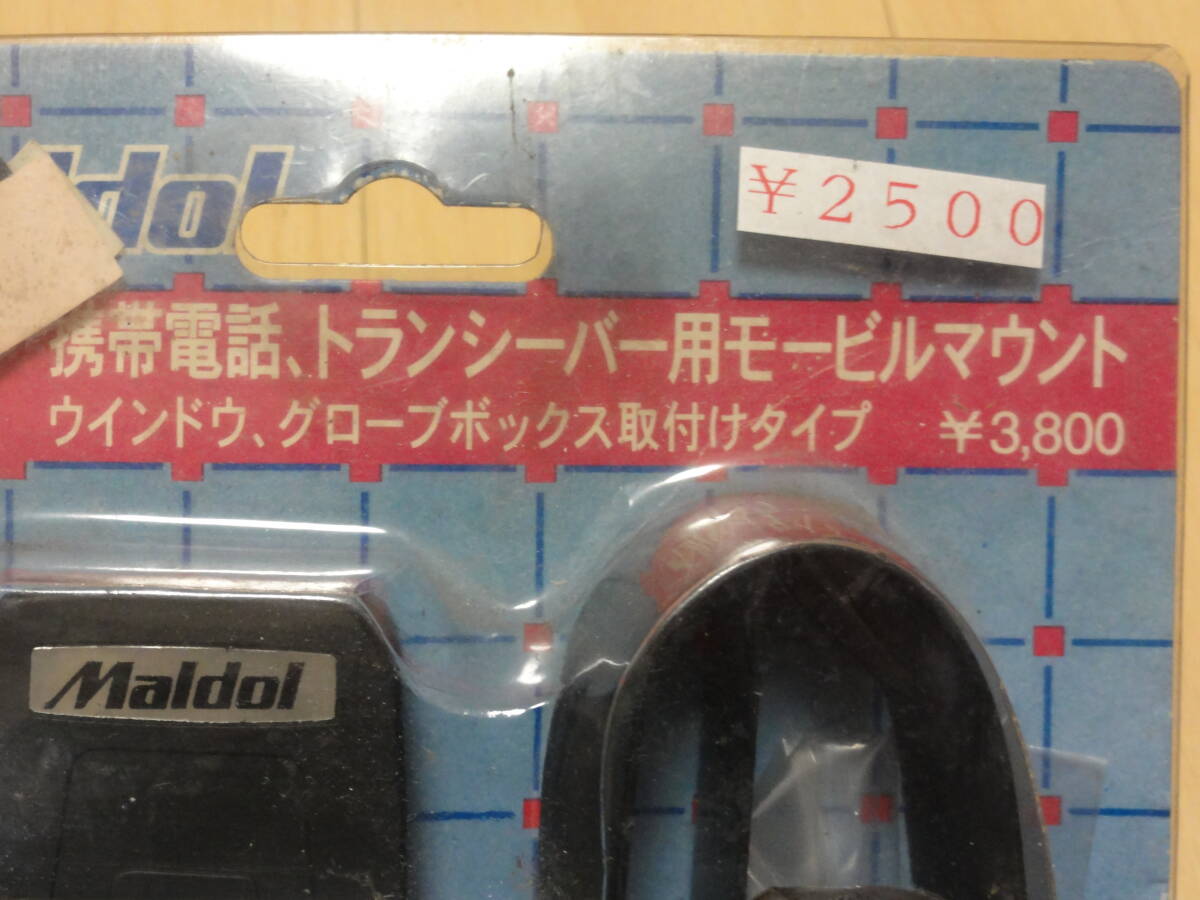 dol
￥2500
携帯電話、トランシーバー用モービルマウント
ウインドウ、グローブボックス取付けタイプ ￥3,800
Maldol